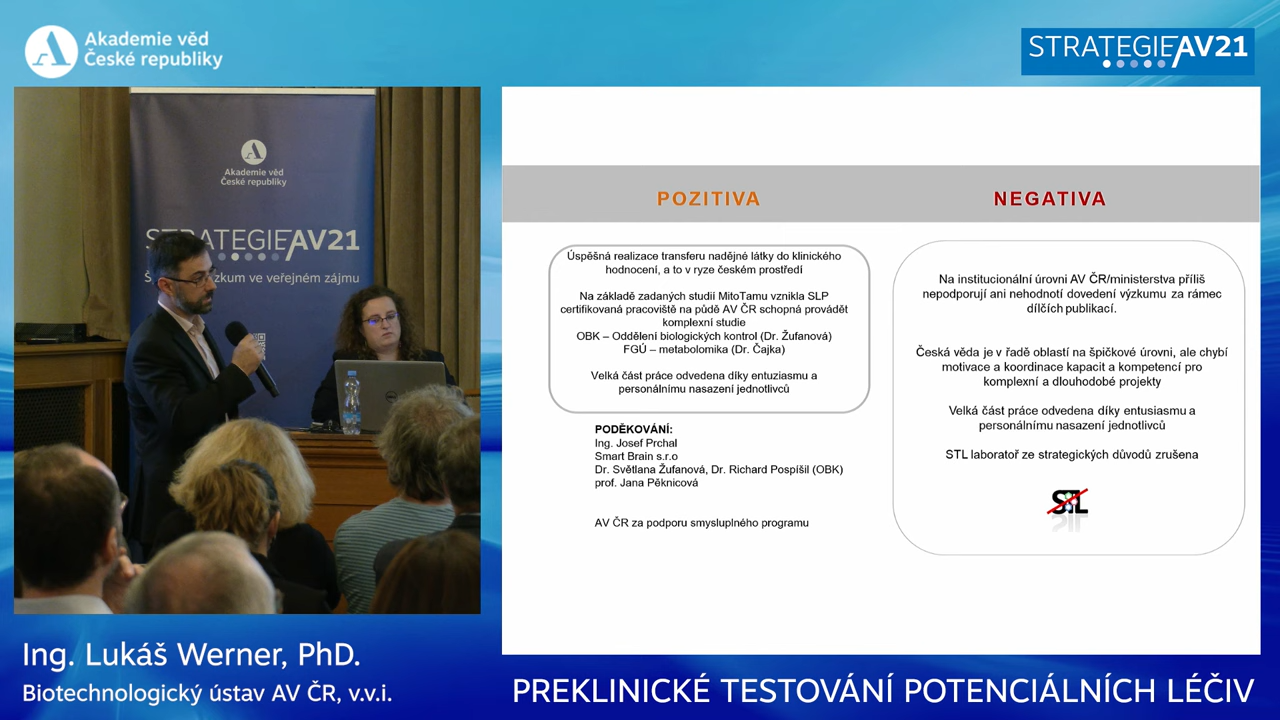 Akademie věd
České republiky
STRATEGIE AV21
Akademie věd
České republiky
STRATEGIE AV21
výzkum ve veřejném zájmu
POZITIVA
Úspěšná realizace transferu nadějné látky do klinického
hodnocení, a to v ryze českém prostředí
Na základě zadaných studií MitoTamu vznikla SLP
certifikovaná pracoviště na půdě AV ČR schopná provádět
komplexní studie
OBK – Oddělení biologických kontrol (Dr. Žufanová)
FGÚ – metabolomika (Dr. Čajka)
Velká část práce odvedena díky entuziasmu a
personálnímu nasazení jednotlivců
PODĚKOVÁNÍ:
Ing. Josef Prchal
Smart Brain s.r.o
Dr. Světlana Žufanová, Dr. Richard Pospíšil (OBK)
prof. Jana Pěknicová
AV ČR za podporu smysluplného programu
NEGATIVA
Na institucionální úrovni AV ČR/ministerstva příliš
nepodporují ani nehodnotí dovedení výzkumu za rámec
dílčích publikací.
Česká věda je v řadě oblastí na špičkové úrovni, ale chybí
motivace a koordinace kapacit a kompetencí pro
komplexní a dlouhodobé projekty
Velká část práce odvedena díky entusiasmu a
personálnímu nasazení jednotlivců
STL laboratoř ze strategických důvodů zrušena
STL
Ing. Lukáš Werner, PhD.
Biotechnologický ústav AV ČR, v.v.i.
PREKLINICKÉ TESTOVÁNÍ POTENCIÁLNÍCH LÉČIV